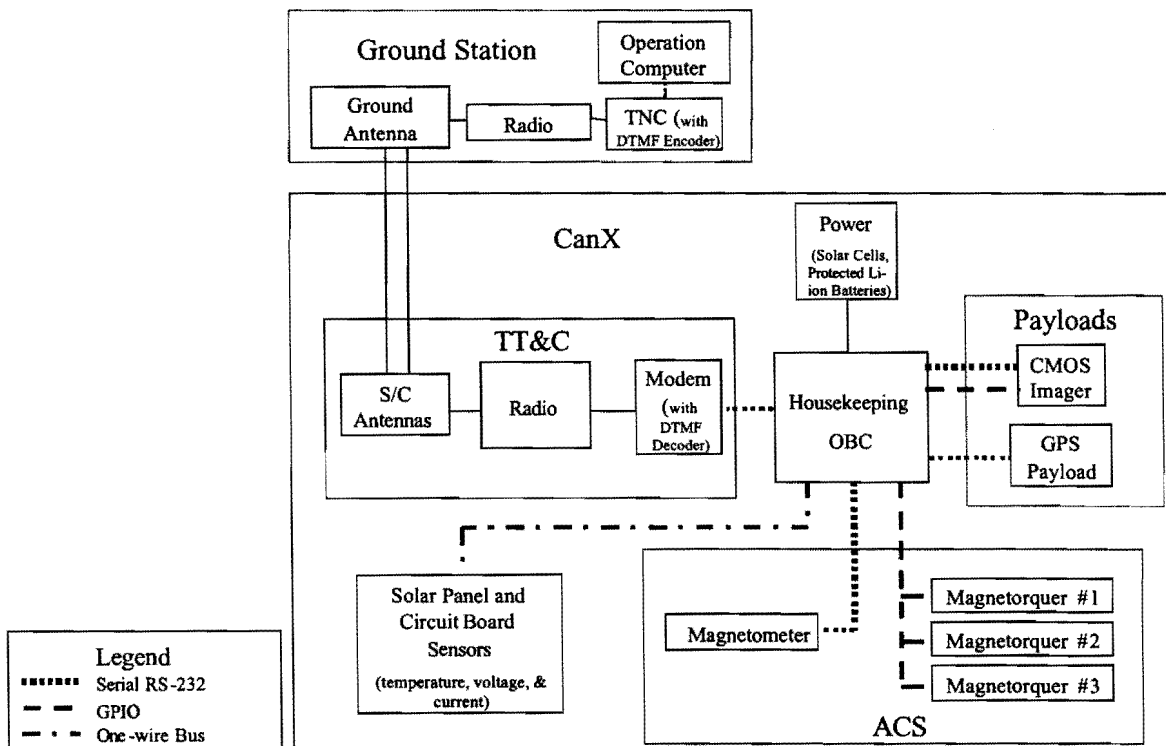 Ground Station
Operation
Computer
Ground
Antenna
Radio
TNC (with
DTMF Encoder)
CanX
Power
(Solar Cells,
Protected Li-
ion Batteries)
TT&C
S/C
Antennas
Radio
Modem
(with
DTMF
Decoder)
Housekeeping
OBC
Payloads
CMOS
Imager
GPS
Payload
Solar Panel and
Circuit Board
Sensors
(temperature, voltage, &
current)
Magnetometer
Magnetorquer #1
Magnetorquer #2
Magnetorquer #3
ACS
Legend
Serial RS-232
GPIO
One-wire Bus